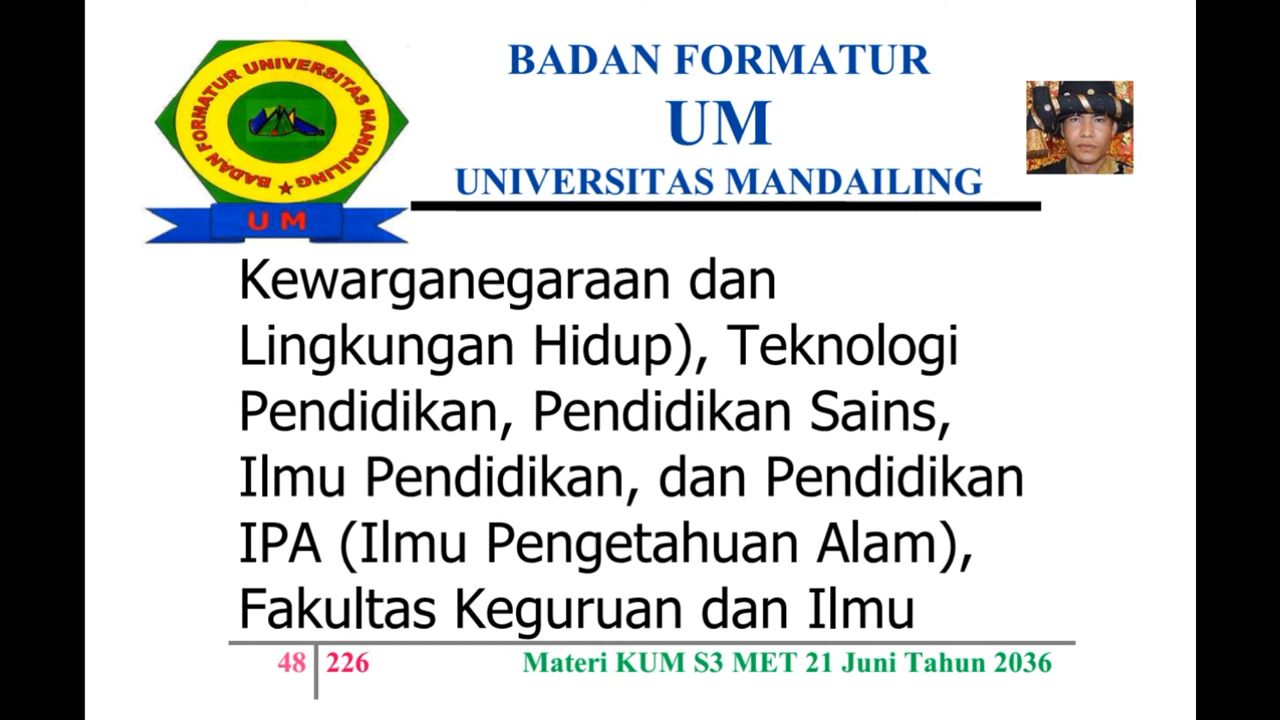 BADAN FORMATUR UNIVERSITAS MANDAILING
UM
BADAN FORMATUR
UM
UNIVERSITAS MANDAILING
Kewarganegaraan dan
Lingkungan Hidup), Teknologi
Pendidikan, Pendidikan Sains,
Ilmu Pendidikan, dan Pendidikan
IPA (Ilmu Pengetahuan Alam),
Fakultas Keguruan dan Ilmu
48 226 Materi KUM S3 MET 21 Juni Tahun 2036